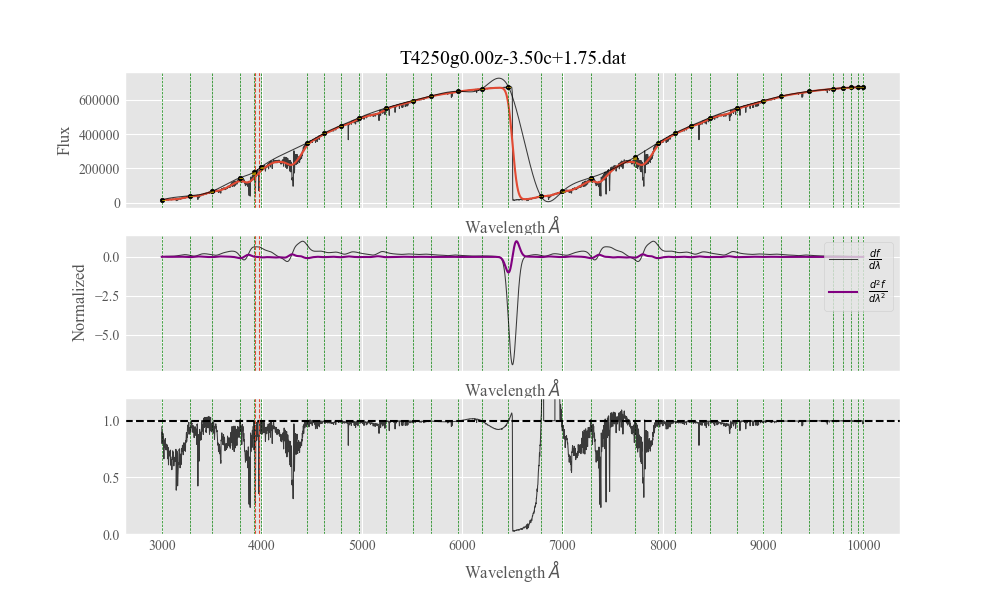 T4250g0.00z-3.50c+1.75.dat
Flux
600000
400000
200000
0
Wavelength Å
Normalized
0.0
−2.5
−5.0
df
dλ
d²f
dλ²
Wavelength Å
1.0
0.5
0.0
3000 4000 5000 6000 7000 8000 9000 10000
Wavelength Å